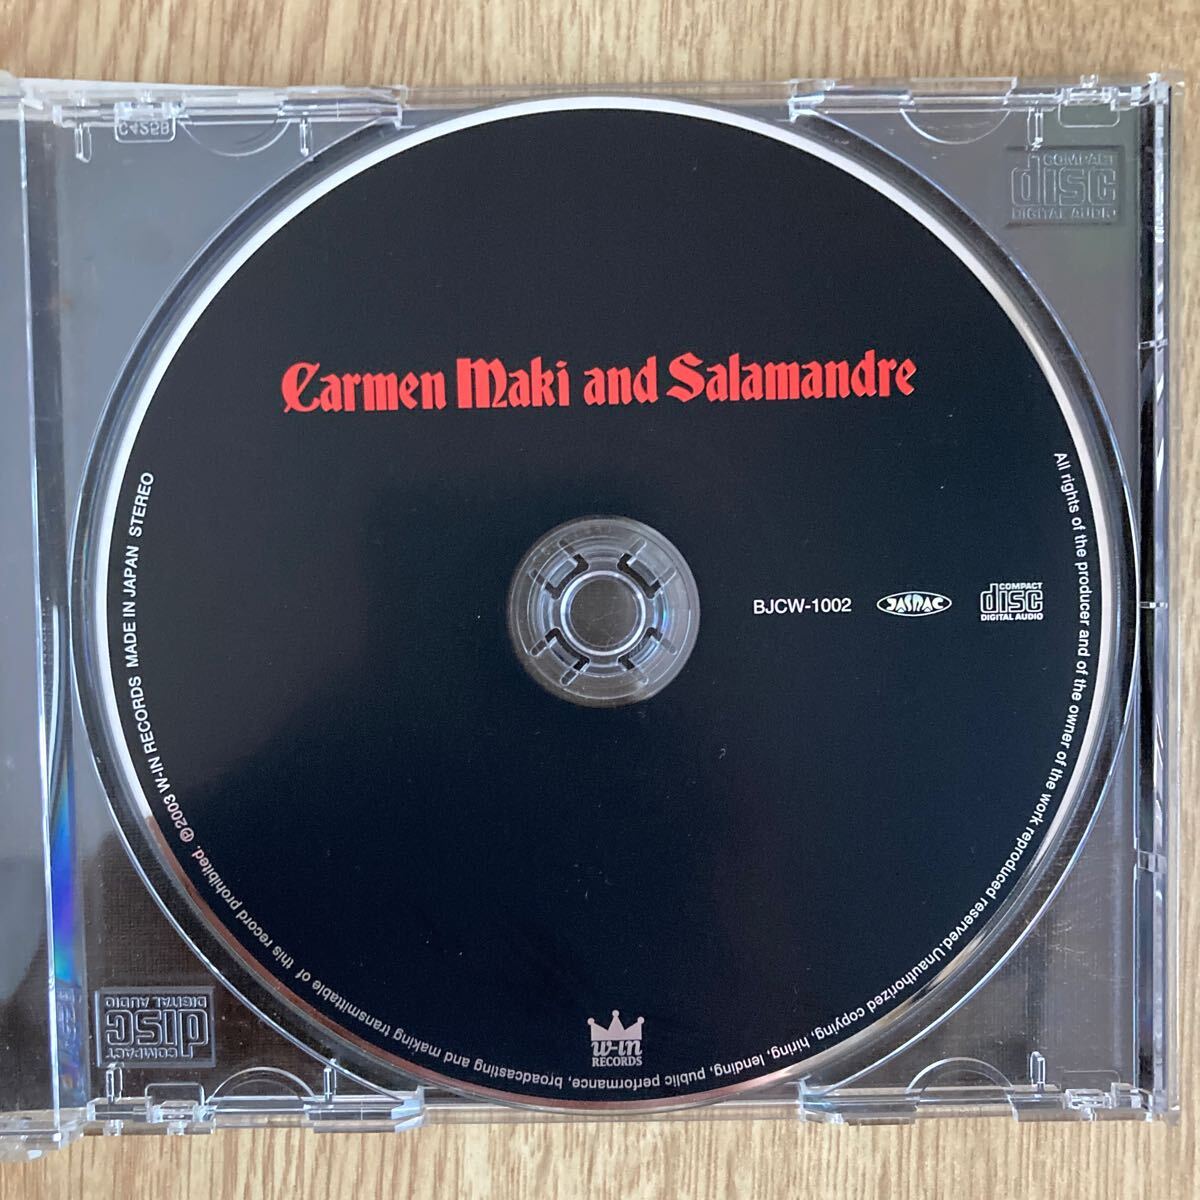 C425B
COMPACT
disc
DIGITAL AUDIO
Carmen Maki and Salamandre
BJCW-1002
JASRAC
COMPACT
disc
DIGITAL AUDIO
All rights of the producer and of the owner of the work reproduced reserved.Unauthorized copying, hiring, lending, public performance, broadcasting and making transmittable of this record prohibited. ℗2003 W-IN RECORDS MADE IN JAPAN STEREO
w-in
RECORDS
COMPACT
disc
DIGITAL AUDIO